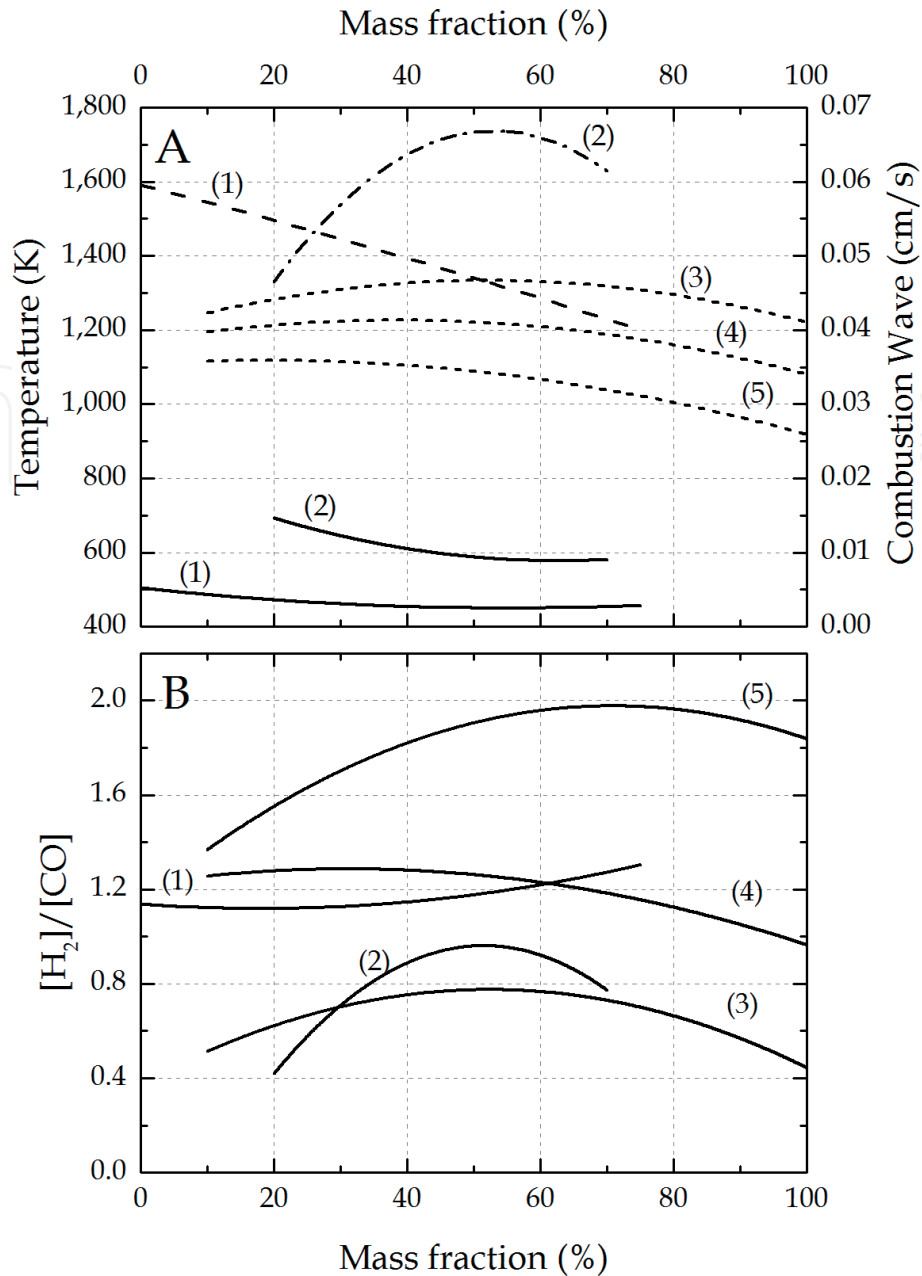 Mass fraction (%)
0 20 40 60 80 100
1,800 0.07
A
(2)
(1)
1,600 0.06
1,400 0.05
(3)
1,200 0.04
(4)
(5)
1,000 0.03
800 0.02
(2)
600 0.01
(1)
400 0.00
Temperature (K)
Combustion Wave (cm/s)
B
2.0
(5)
1.6
1.2
(1)
(4)
(2)
0.8
(3)
0.4
0.0
[H2]/[CO]
0 20 40 60 80 100
Mass fraction (%)